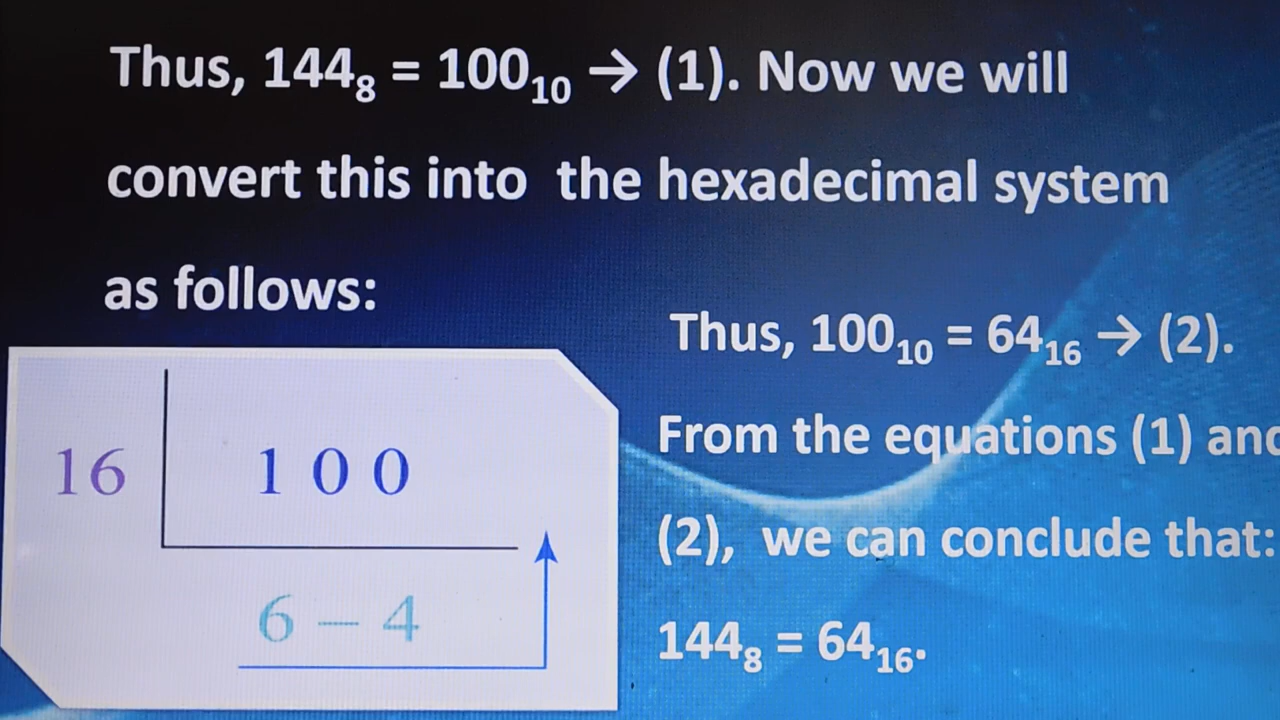 Thus, 144₈ = 100₁₀ → (1). Now we will
convert this into the hexadecimal system
as follows:
16 100
6 – 4
Thus, 100₁₀ = 64₁₆ → (2).
From the equations (1) and
(2), we can conclude that:
144₈ = 64₁₆.